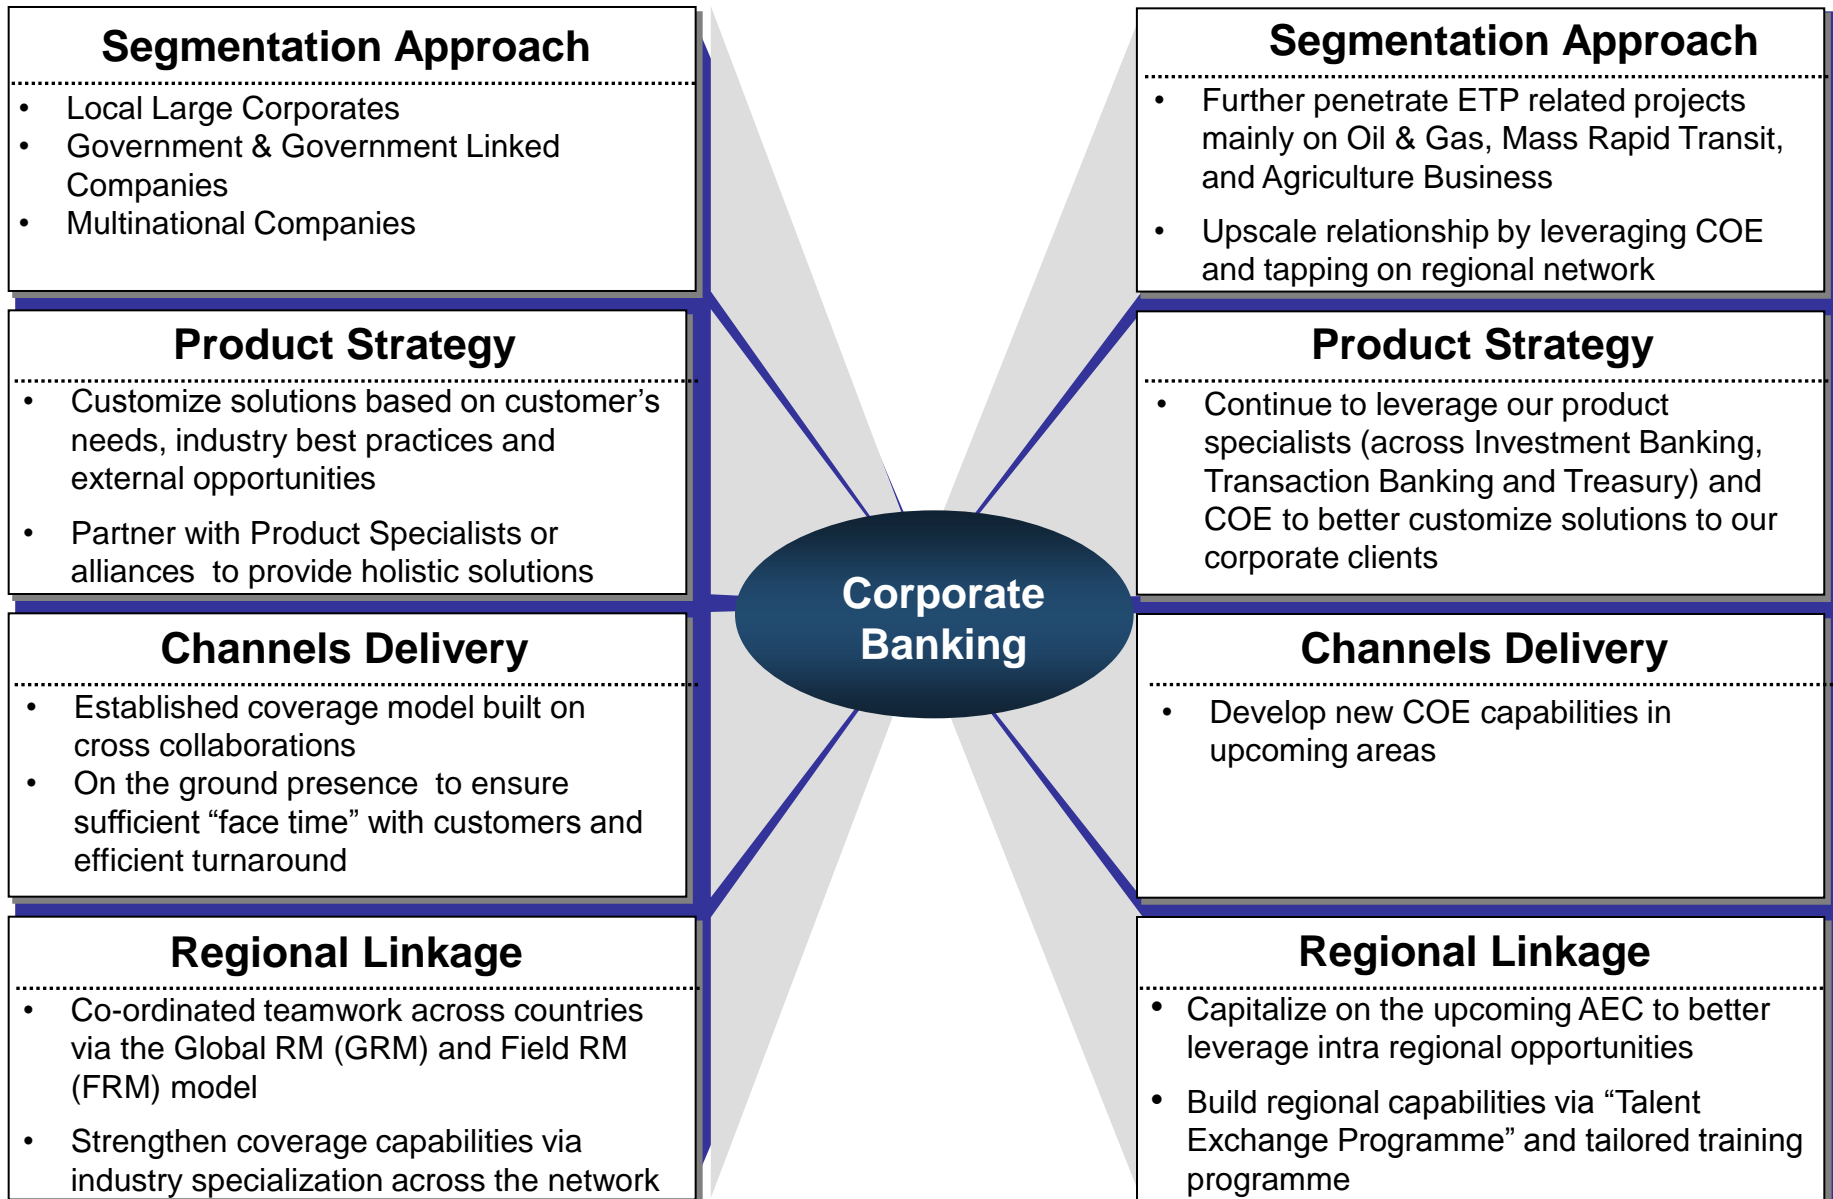 Segmentation Approach
• Local Large Corporates
• Government & Government Linked
Companies
• Multinational Companies
Product Strategy
• Customize solutions based on customer’s
needs, industry best practices and
external opportunities
• Partner with Product Specialists or
alliances to provide holistic solutions
Channels Delivery
• Established coverage model built on
cross collaborations
• On the ground presence to ensure
sufficient “face time” with customers and
efficient turnaround
Regional Linkage
• Co-ordinated teamwork across countries
via the Global RM (GRM) and Field RM
(FRM) model
• Strengthen coverage capabilities via
industry specialization across the network
Corporate
Banking
Segmentation Approach
• Further penetrate ETP related projects
mainly on Oil & Gas, Mass Rapid Transit,
and Agriculture Business
• Upscale relationship by leveraging COE
and tapping on regional network
Product Strategy
• Continue to leverage our product
specialists (across Investment Banking,
Transaction Banking and Treasury) and
COE to better customize solutions to our
corporate clients
Channels Delivery
• Develop new COE capabilities in
upcoming areas
Regional Linkage
• Capitalize on the upcoming AEC to better
leverage intra regional opportunities
• Build regional capabilities via “Talent
Exchange Programme” and tailored training
programme